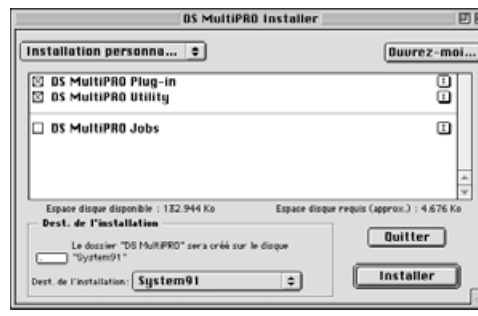 DS MultiPRO Installer
Installation personna...
Ouvrez-moi...
DS MultiPRO Plug-in
DS MultiPRO Utility
DS MultiPRO Jobs
Espace disque disponible : 132.944 Ko
Espace disque requis (approx.) : 4.676 Ko
Dest. de l'installation
Le dossier "DS MultiPRO" sera créé sur le disque
"System91"
Dest. de l'installation: System91
Quitter
Installer